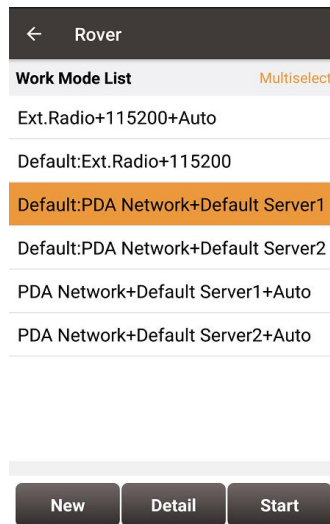 Rover
Work Mode List Multiselect
Ext.Radio+115200+Auto
Default:Ext.Radio+115200
Default:PDA Network+Default Server1
Default:PDA Network+Default Server2
PDA Network+Default Server1+Auto
PDA Network+Default Server2+Auto
New Detail Start